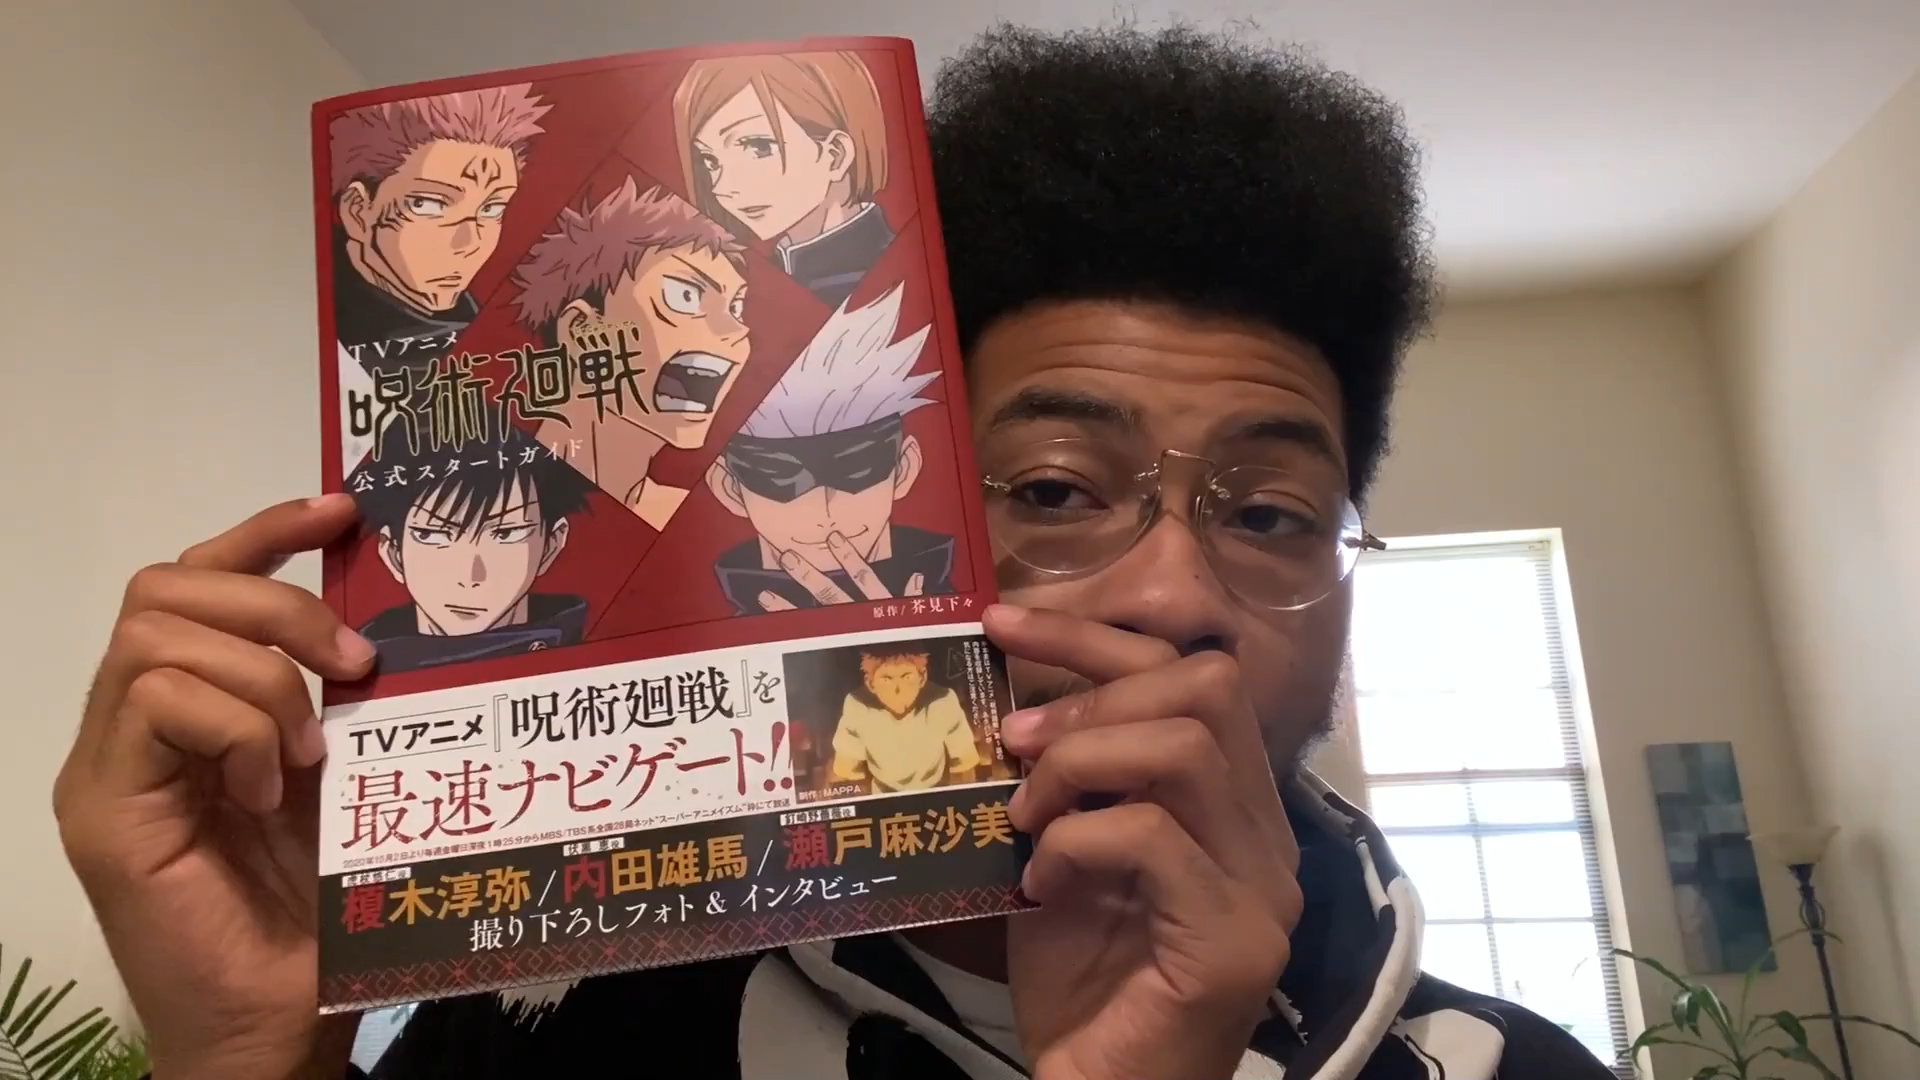 TVアニメ
呪術廻戦
公式スタートガイド
原作/芥見下々
TVアニメ『呪術廻戦』を
最速ナビゲート!!
制作:MAPPA
2020年10月2日より毎週金曜日深夜1時25分からMBS/TBS系全国28局ネット"スーパーアニメイズム"枠にて放送
虎杖悠仁役
伏黒 恵役
釘崎野薔薇役
榎木淳弥/内田雄馬/瀬戸麻沙美
撮り下ろしフォト&インタビュー